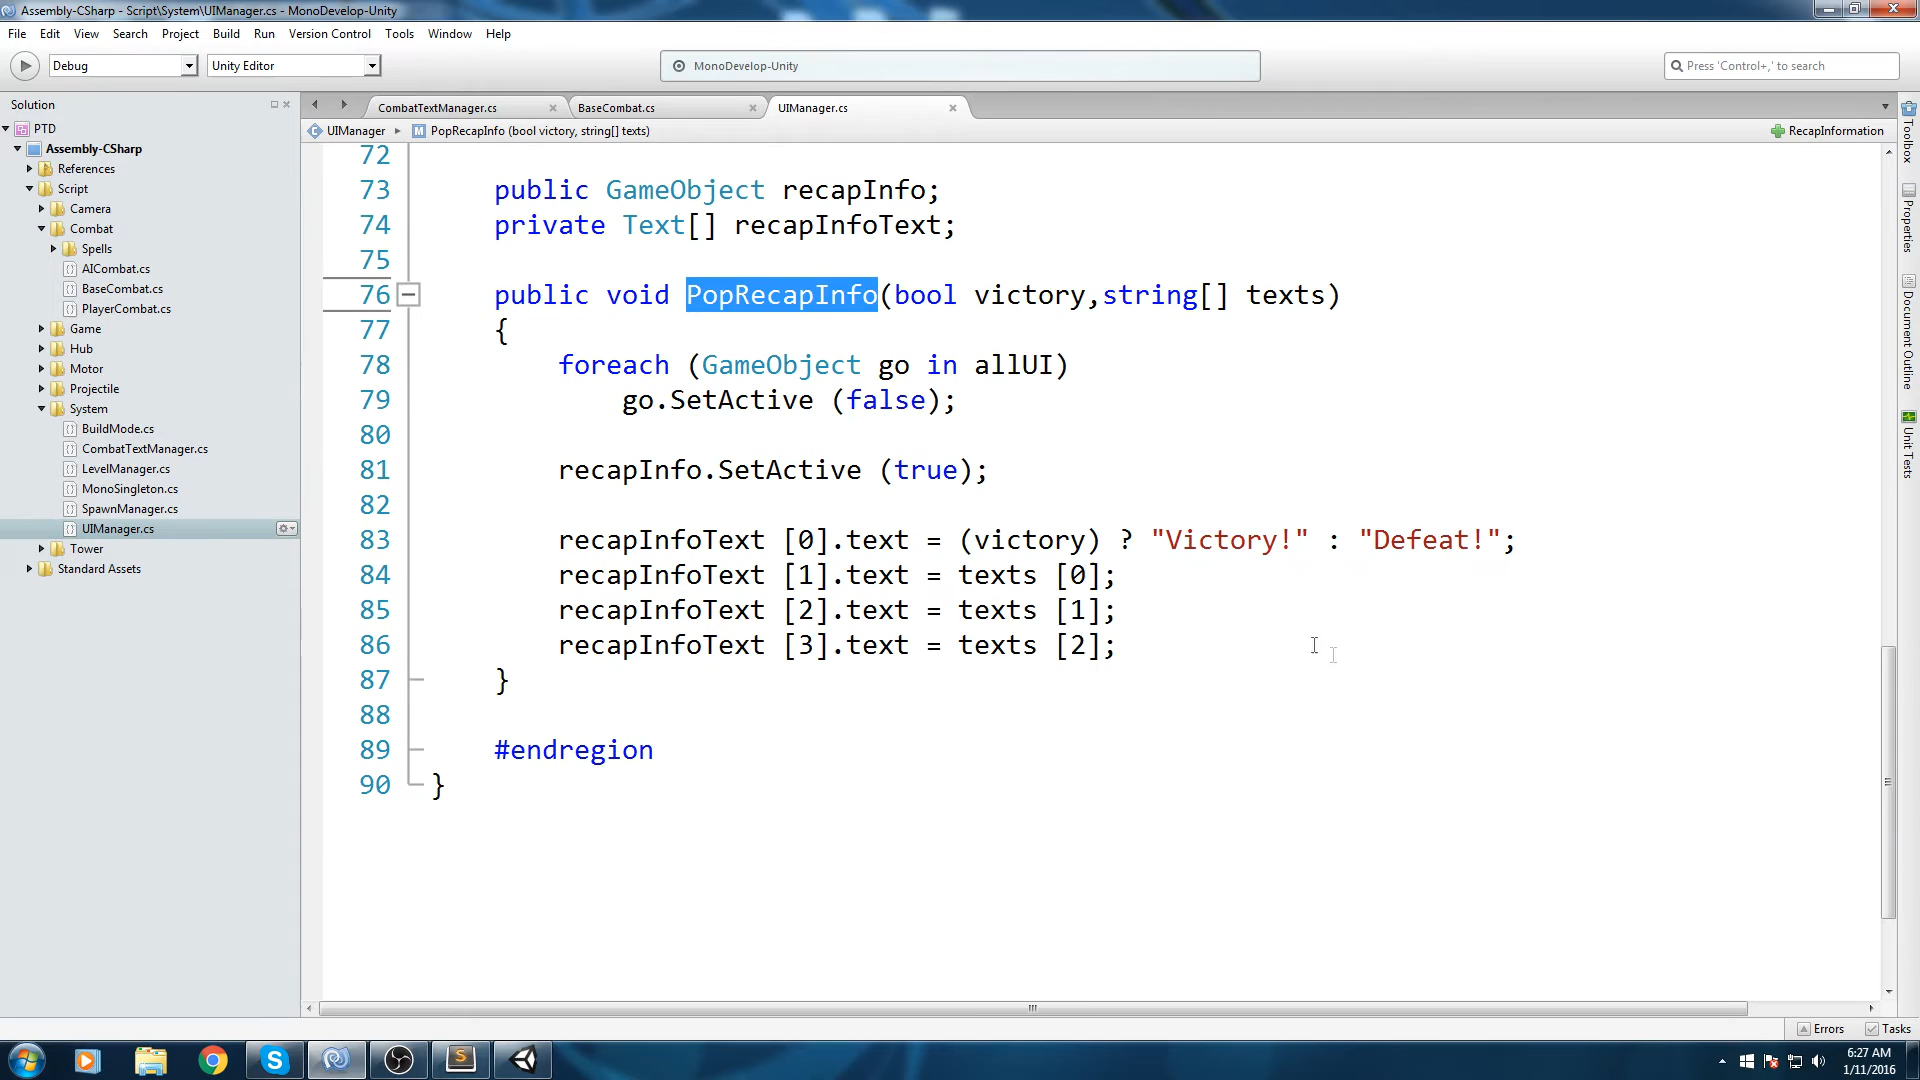 Assembly-CSharp - Script\System\UIManager.cs - MonoDevelop-Unity
File Edit View Search Project Build Run Version Control Tools Window Help
Debug Unity Editor MonoDevelop-Unity Press 'Control+,' to search
Solution
PTD
Assembly-CSharp
References
Script
Camera
Combat
Spells
AICombat.cs
BaseCombat.cs
PlayerCombat.cs
Game
Hub
Motor
Projectile
System
BuildMode.cs
CombatTextManager.cs
LevelManager.cs
MonoSingleton.cs
SpawnManager.cs
UIManager.cs
Tower
Standard Assets
CombatTextManager.cs BaseCombat.cs UIManager.cs
UIManager PopRecapInfo (bool victory, string[] texts) RecapInformation
72
73 public GameObject recapInfo;
74 private Text[] recapInfoText;
75
76 public void PopRecapInfo(bool victory,string[] texts)
77 {
78 foreach (GameObject go in allUI)
79 go.SetActive (false);
80
81 recapInfo.SetActive (true);
82
83 recapInfoText [0].text = (victory) ? "Victory!" : "Defeat!";
84 recapInfoText [1].text = texts [0];
85 recapInfoText [2].text = texts [1];
86 recapInfoText [3].text = texts [2];
87 }
88
89 #endregion
90 }
Toolbox
Properties
Document Outline
Unit Tests
Errors Tasks
6:27 AM
1/11/2016